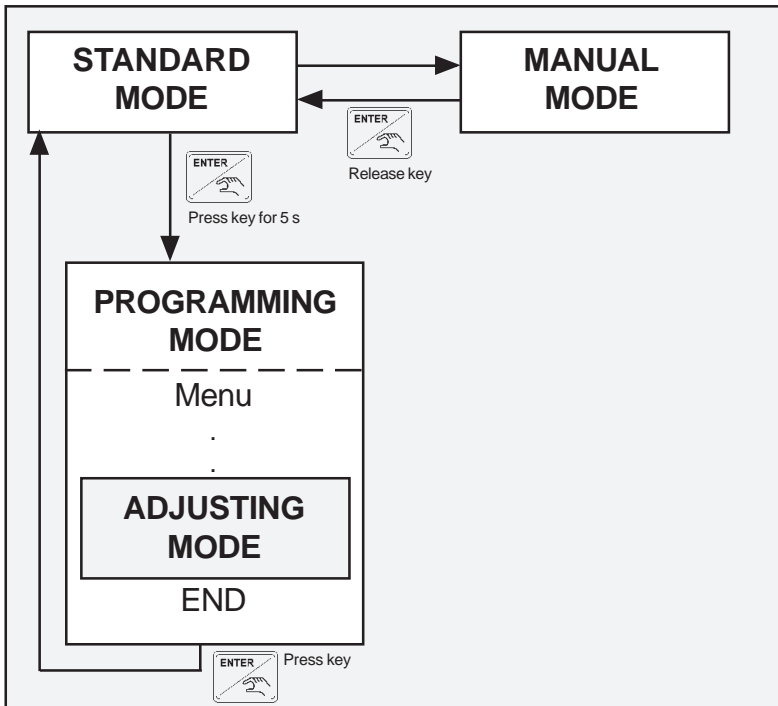 STANDARD
MODE
MANUAL
MODE
ENTER
Release key
ENTER
Press key for 5 s
PROGRAMMING
MODE
Menu
.
.
ADJUSTING
MODE
END
ENTER
Press key